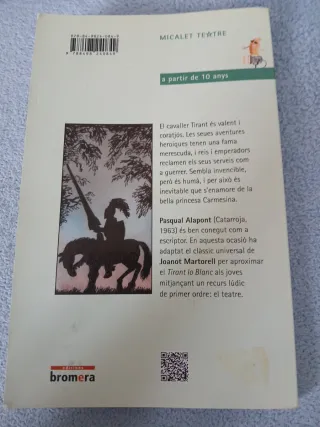 MICALET TEATRE
a partir de 10 anys
El cavaller Tirant és valent i
coratjós. Les seues aventures
heroiques tenen una fama
merescuda, i reis i emperadors
reclamen els seus serveis com
a guerrer. Sembla invencible,
però és humà, i per això és
inevitable que s'enamore de la
bella princesa Carmesina.
Pasqual Alapont (Catarroja,
1963) és ben conegut com a
escriptor. En aquesta ocasió ha
adaptat el clàssic universal de
Joanot Martorell per aproximar
el Tirant lo Blanc als joves
mitjançant un recurs lúdic
de primer ordre: el teatre.
edicions
bromera